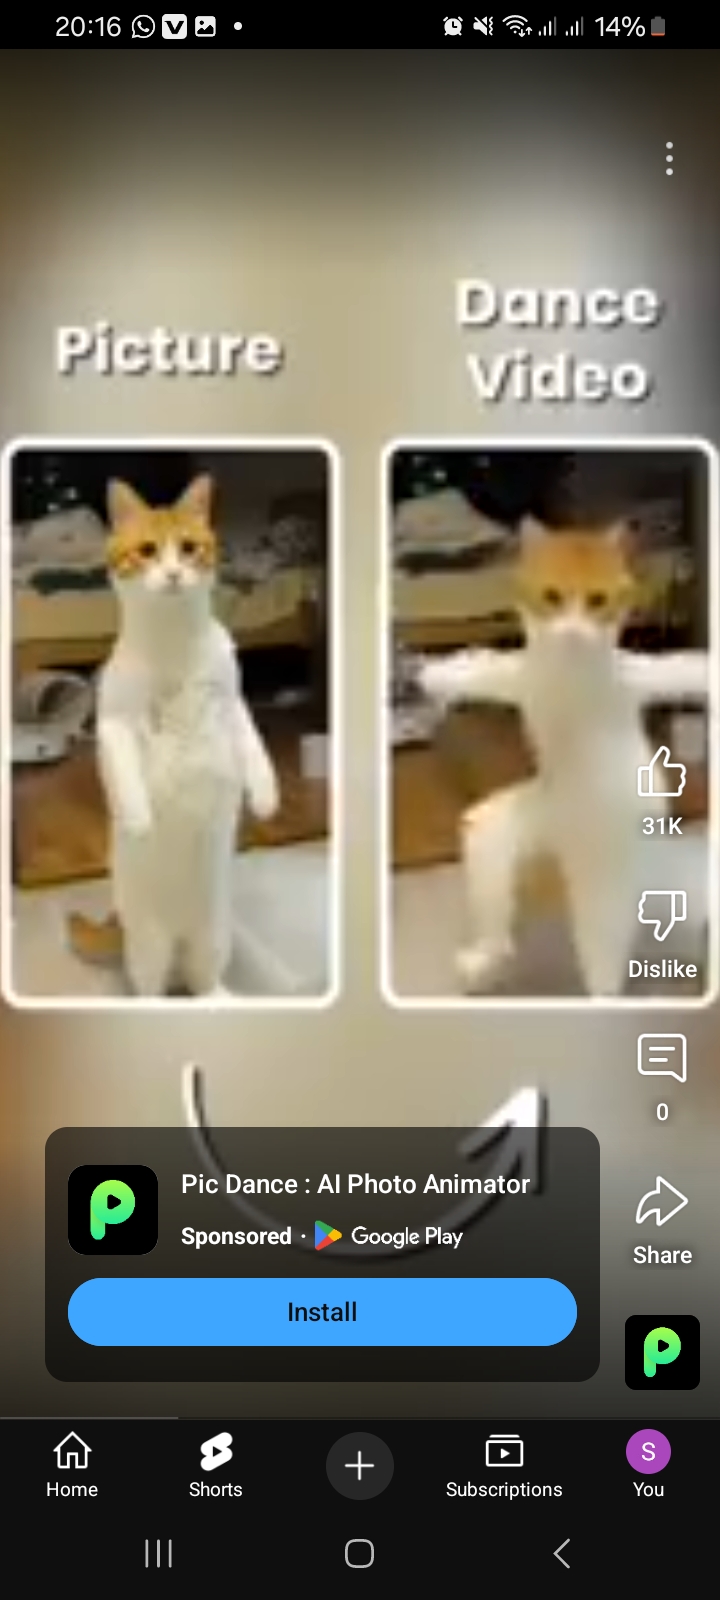 20:16
14%
Picture
Dance
Video
31K
Dislike
0
Pic Dance : AI Photo Animator
Sponsored · Google Play
Share
Install
Home
Shorts
Subscriptions
S
You